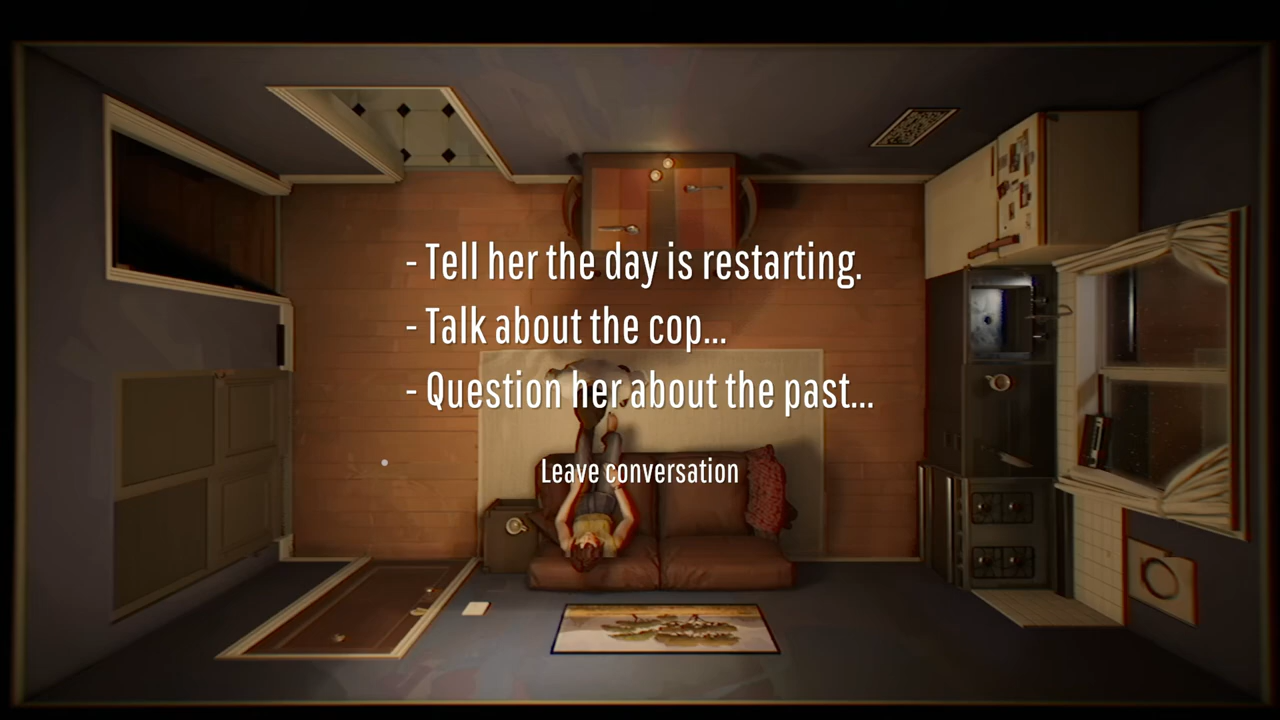 - Tell her the day is restarting.
- Talk about the cop...
- Question her about the past...
Leave conversation